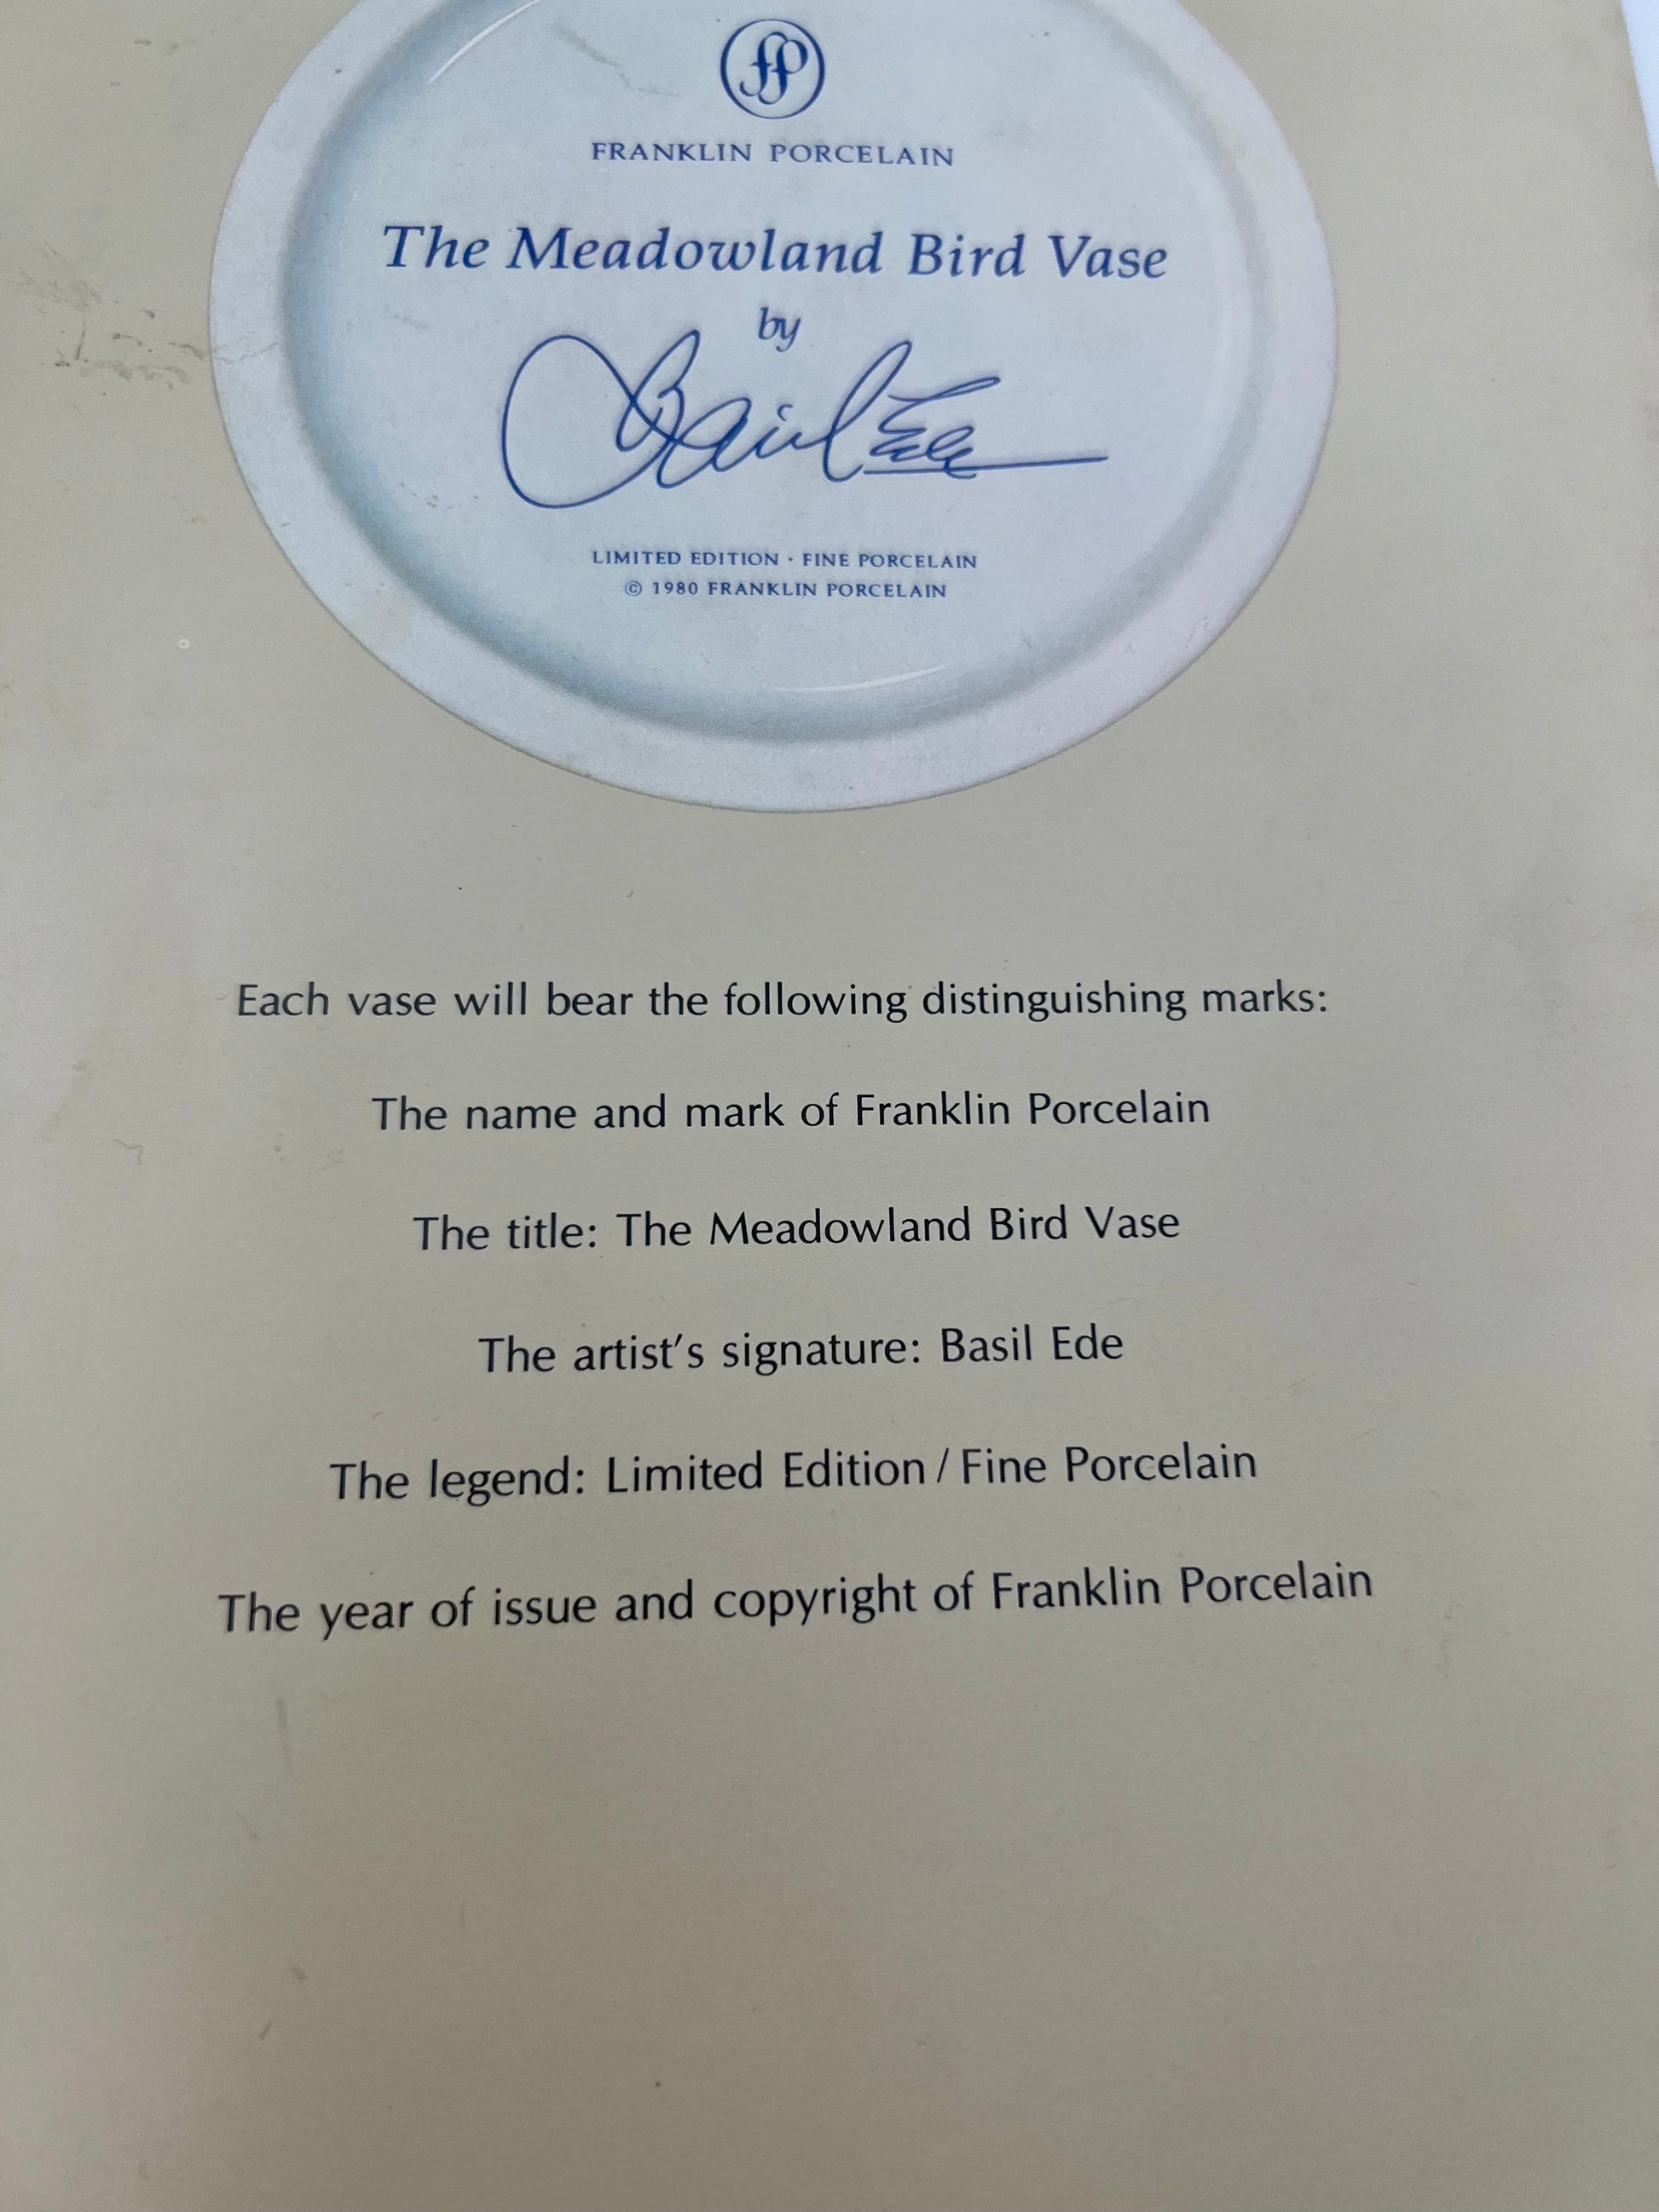 fp
FRANKLIN PORCELAIN
The Meadowland Bird Vase
by
Basil Ede
LIMITED EDITION · FINE PORCELAIN
© 1980 FRANKLIN PORCELAIN
Each vase will bear the following distinguishing marks:
The name and mark of Franklin Porcelain
The title: The Meadowland Bird Vase
The artist's signature: Basil Ede
The legend: Limited Edition / Fine Porcelain
The year of issue and copyright of Franklin Porcelain